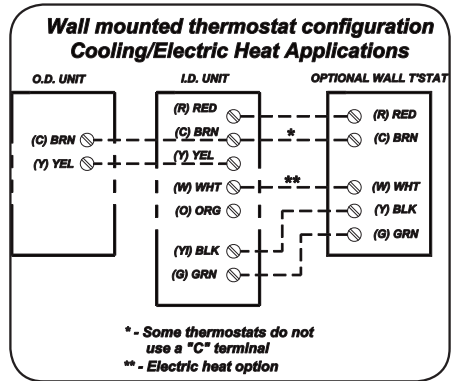 Wall mounted thermostat configuration
Cooling/Electric Heat Applications
O.D. UNIT
I.D. UNIT
OPTIONAL WALL T'STAT
(C) BRN
(Y) YEL
(R) RED
(C) BRN
(Y) YEL
(W) WHT
(O) ORG
(YI) BLK
(G) GRN
*
**
(R) RED
(C) BRN
(W) WHT
(Y) BLK
(G) GRN
* - Some thermostats do not
use a "C" terminal
** - Electric heat option